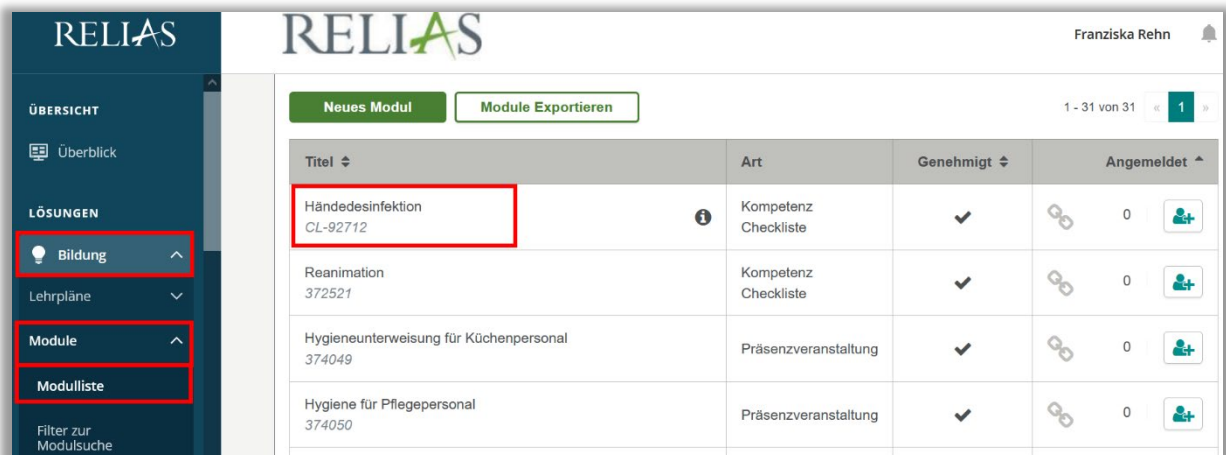 RELIAS
RELIAS
Franziska Rehn
ÜBERSICHT
Überblick
LÖSUNGEN
Bildung
Lehrpläne
Module
Modulliste
Filter zur
Modulsuche
Neues Modul
Module Exportieren
1 - 31 von 31 « 1 »
Titel Art Genehmigt Angemeldet
Händedesinfektion
CL-92712
Kompetenz
Checkliste
0
Reanimation
372521
Kompetenz
Checkliste
0
Hygieneunterweisung für Küchenpersonal
374049
Präsenzveranstaltung
0
Hygiene für Pflegepersonal
374050
Präsenzveranstaltung
0